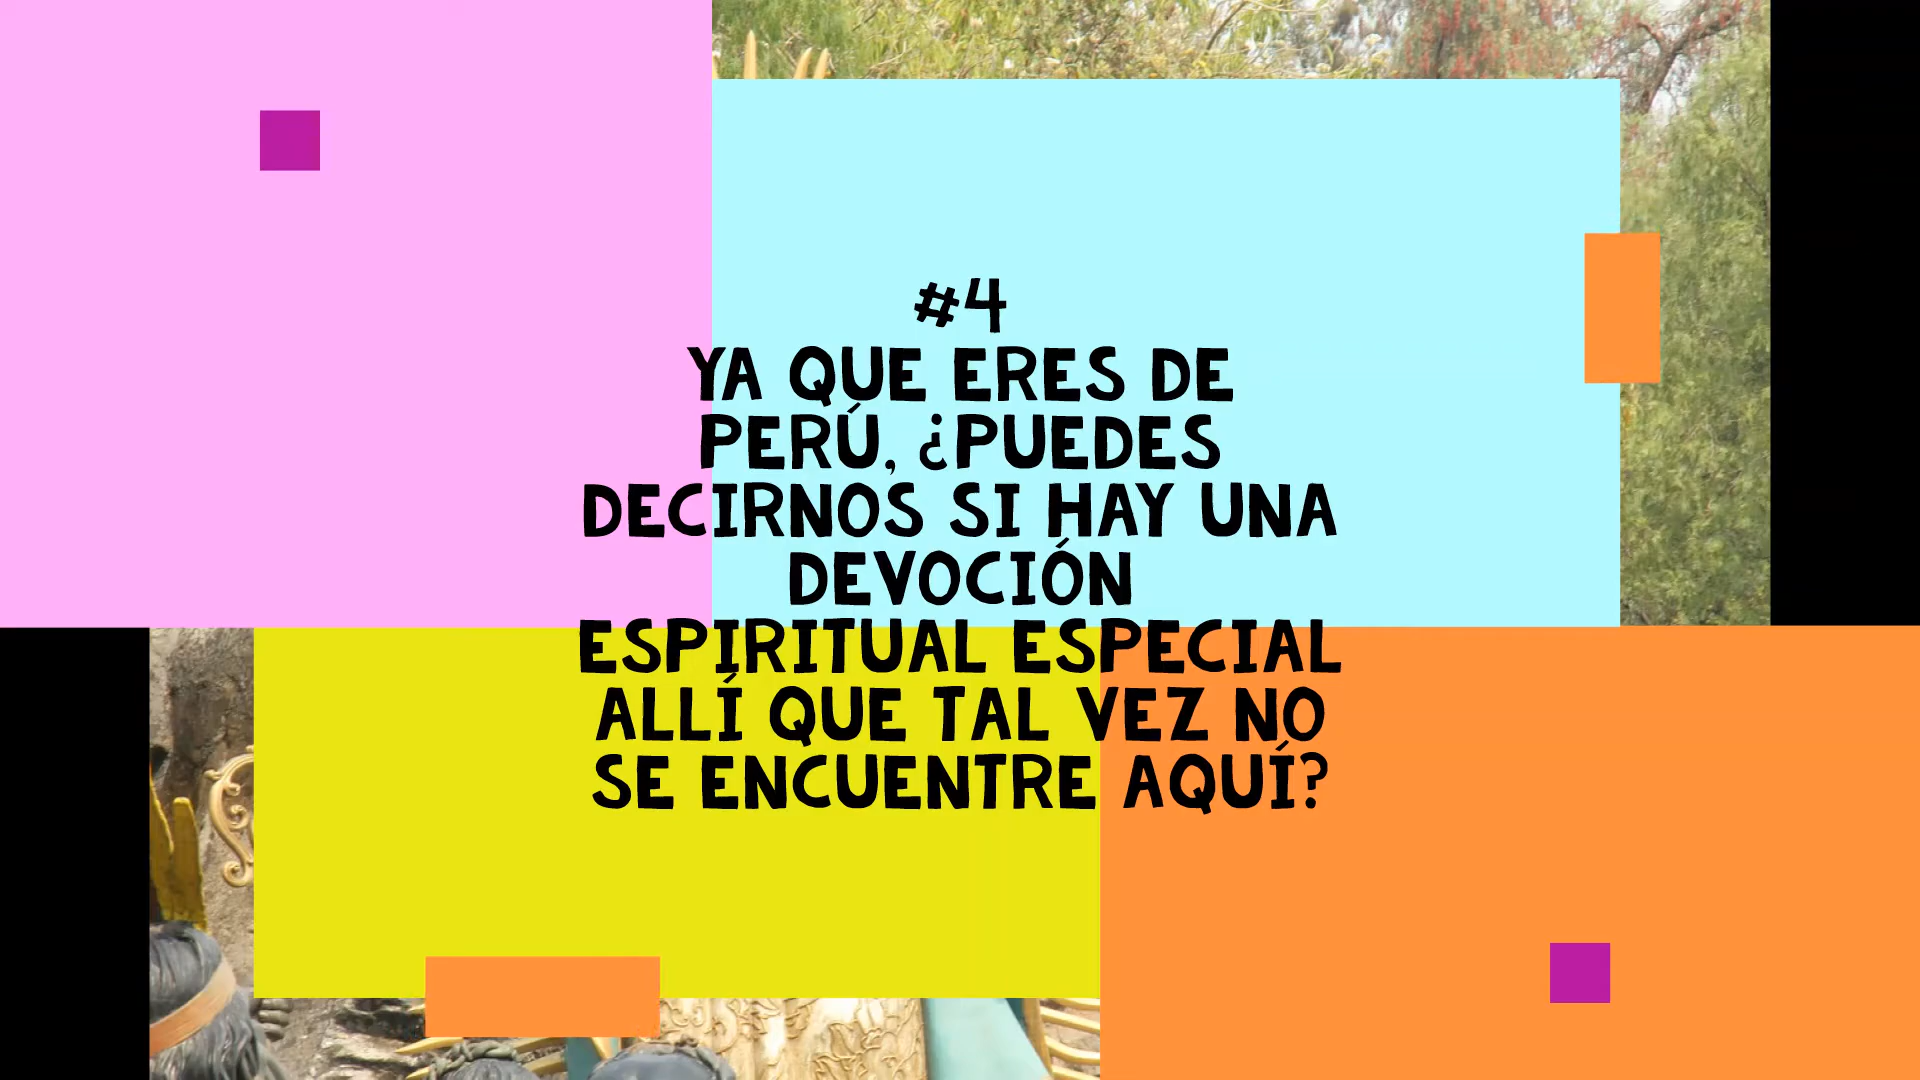 #4
YA QUE ERES DE
PERÚ, ¿PUEDES
DECIRNOS SI HAY UNA
DEVOCIÓN
ESPIRITUAL ESPECIAL
ALLÍ QUE TAL VEZ NO
SE ENCUENTRE AQUÍ?